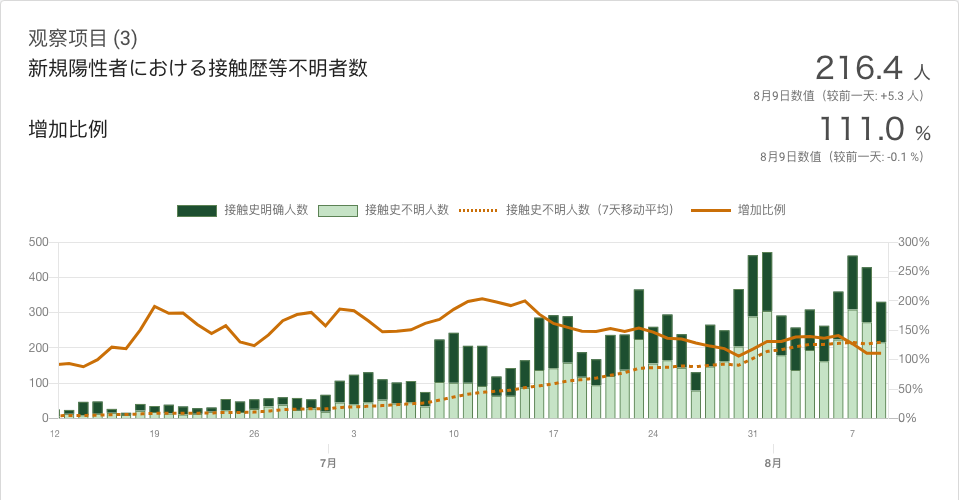 观察项目 (3)
新規陽性者における接触歴等不明者数
216.4 人
8月9日数值（较前一天: +5.3 人）
增加比例
111.0 %
8月9日数值（较前一天: -0.1 %）
接触史明确人数 接触史不明人数 接触史不明人数（7天移动平均） 增加比例
500 300%
400 250%
300 200%
200 150%
100 100%
0 50%
0%
12 19 26 3 10 17 24 31 7
7月 8月